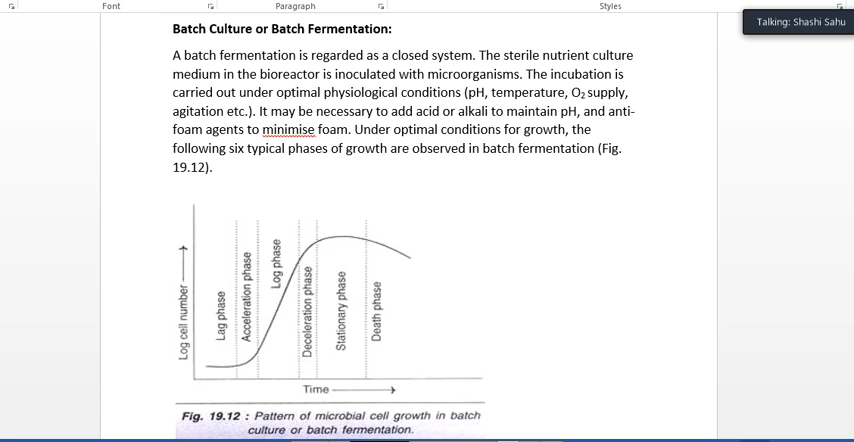 Font
Paragraph
Styles
Talking: Shashi Sahu
Batch Culture or Batch Fermentation:
A batch fermentation is regarded as a closed system. The sterile nutrient culture
medium in the bioreactor is inoculated with microorganisms. The incubation is
carried out under optimal physiological conditions (pH, temperature, O₂ supply,
agitation etc.). It may be necessary to add acid or alkali to maintain pH, and anti-
foam agents to minimise foam. Under optimal conditions for growth, the
following six typical phases of growth are observed in batch fermentation (Fig.
19.12).
Log cell number
Lag phase
Acceleration phase
Log phase
Deceleration phase
Stationary phase
Death phase
Time
Fig. 19.12 : Pattern of microbial cell growth in batch
culture or batch fermentation.